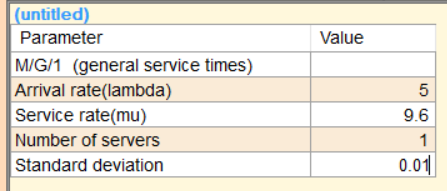 (untitled)
Parameter Value
M/G/1 (general service times)
Arrival rate(lambda) 5
Service rate(mu) 9.6
Number of servers 1
Standard deviation 0.01